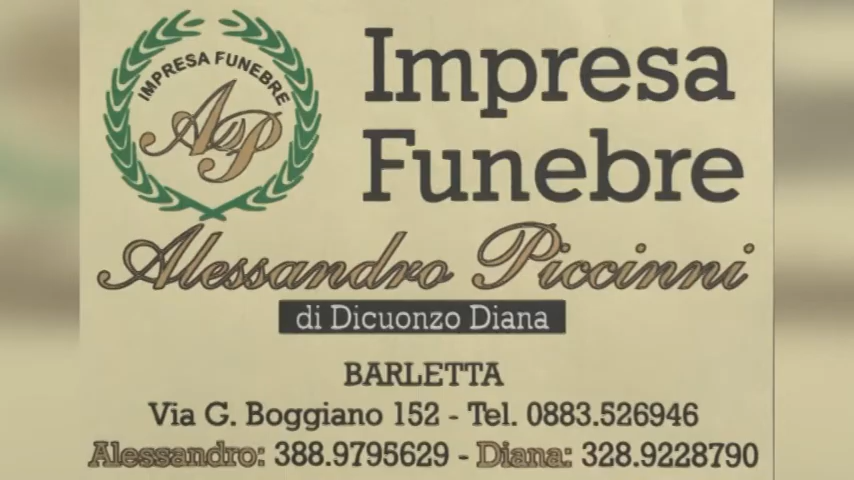 IMPRESA FUNEBRE
AP
Impresa
Funebre
Alessandro Piccinni
di Dicuonzo Diana
BARLETTA
Via G. Boggiano 152 - Tel. 0883.526946
Alessandro: 388.9795629 - Diana: 328.9228790